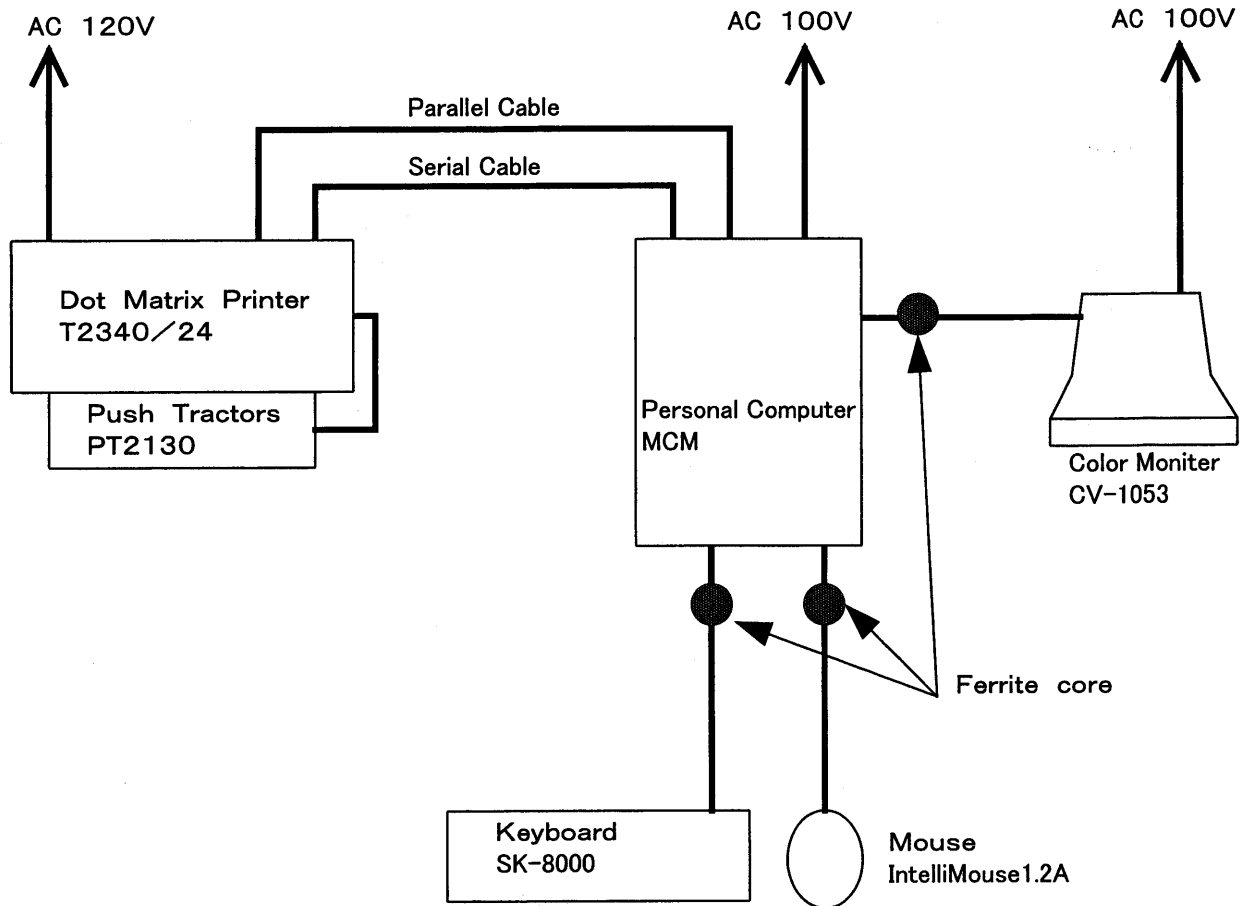 AC 120V
AC 100V
AC 100V
Parallel Cable
Serial Cable
Dot Matrix Printer
T2340／24
Push Tractors
PT2130
Personal Computer
MCM
Color Moniter
CV-1053
Ferrite core
Keyboard
SK-8000
Mouse
IntelliMouse1.2A